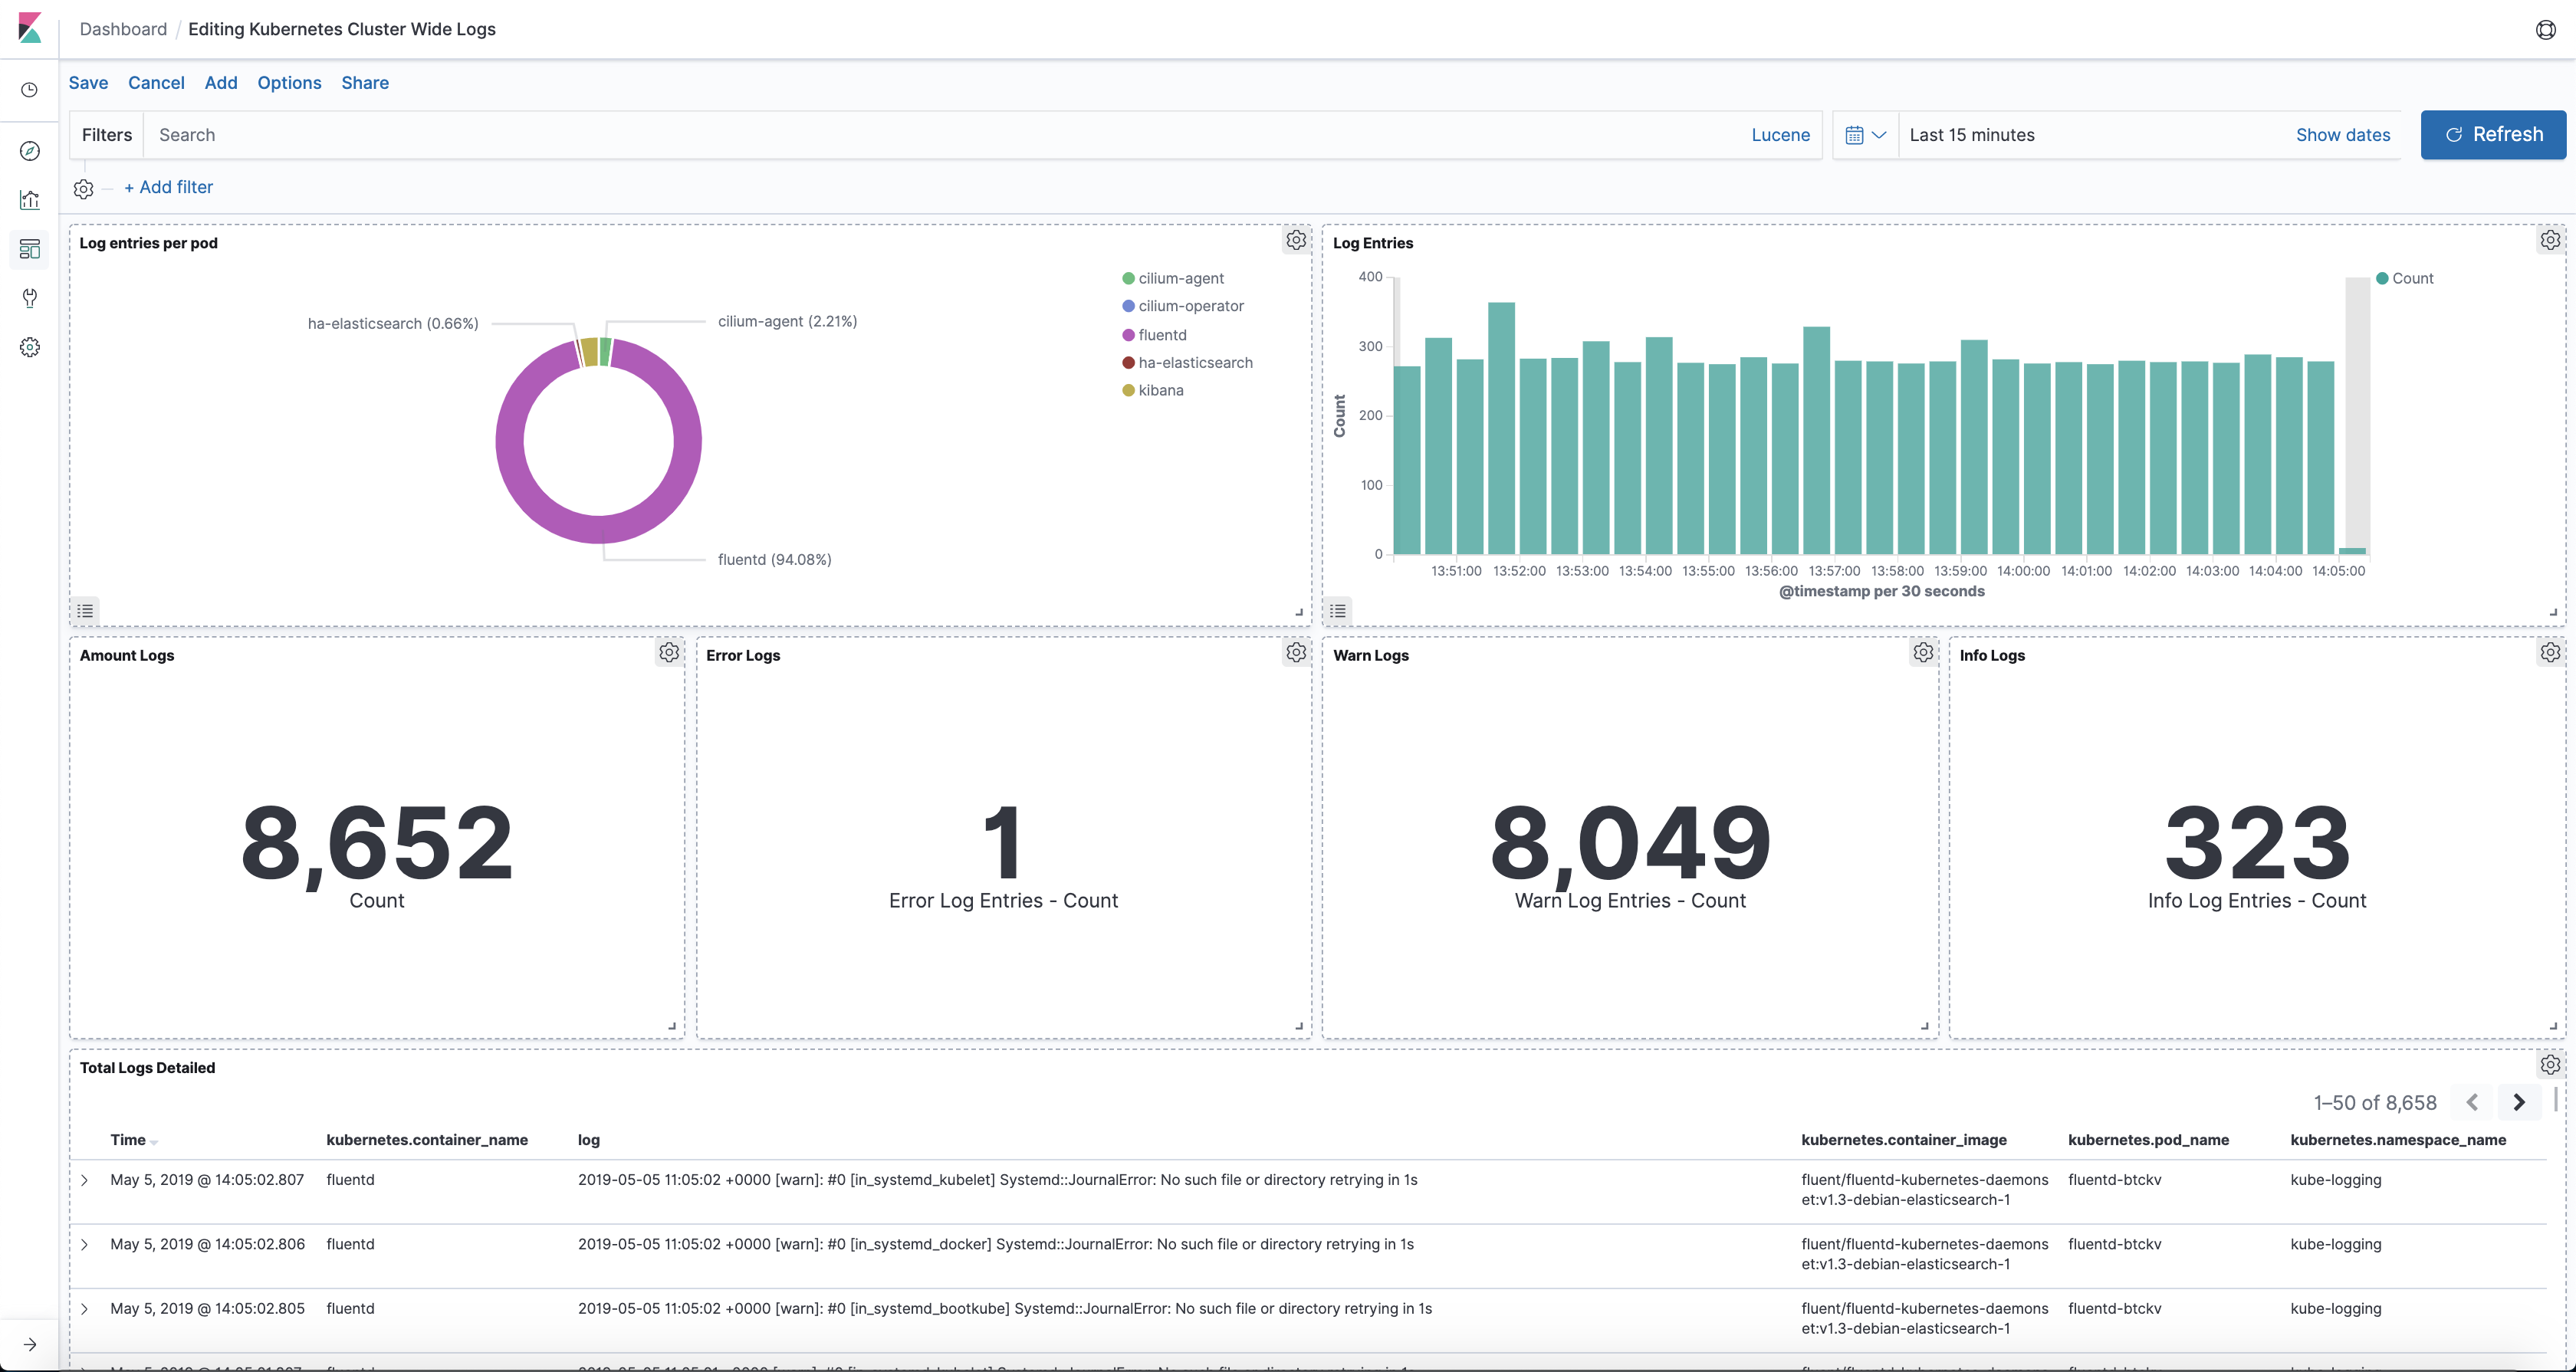 Dashboard / Editing Kubernetes Cluster Wide Logs
Save Cancel Add Options Share
Filters Search Lucene Last 15 minutes Show dates Refresh
+ Add filter
Log entries per pod
ha-elasticsearch (0.66%)
cilium-agent (2.21%)
fluentd (94.08%)
cilium-agent
cilium-operator
fluentd
ha-elasticsearch
kibana
Log Entries
400
300
200
100
0
Count
13:51:00 13:52:00 13:53:00 13:54:00 13:55:00 13:56:00 13:57:00 13:58:00 13:59:00 14:00:00 14:01:00 14:02:00 14:03:00 14:04:00 14:05:00
@timestamp per 30 seconds
Count
Amount Logs
8,652
Count
Error Logs
1
Error Log Entries - Count
Warn Logs
8,049
Warn Log Entries - Count
Info Logs
323
Info Log Entries - Count
Total Logs Detailed
1–50 of 8,658
Time kubernetes.container_name log kubernetes.container_image kubernetes.pod_name kubernetes.namespace_name
May 5, 2019 @ 14:05:02.807 fluentd 2019-05-05 11:05:02 +0000 [warn]: #0 [in_systemd_kubelet] Systemd::JournalError: No such file or directory retrying in 1s fluent/fluentd-kubernetes-daemons fluentd-btckv kube-logging
et:v1.3-debian-elasticsearch-1
May 5, 2019 @ 14:05:02.806 fluentd 2019-05-05 11:05:02 +0000 [warn]: #0 [in_systemd_docker] Systemd::JournalError: No such file or directory retrying in 1s fluent/fluentd-kubernetes-daemons fluentd-btckv kube-logging
et:v1.3-debian-elasticsearch-1
May 5, 2019 @ 14:05:02.805 fluentd 2019-05-05 11:05:02 +0000 [warn]: #0 [in_systemd_bootkube] Systemd::JournalError: No such file or directory retrying in 1s fluent/fluentd-kubernetes-daemons fluentd-btckv kube-logging
et:v1.3-debian-elasticsearch-1